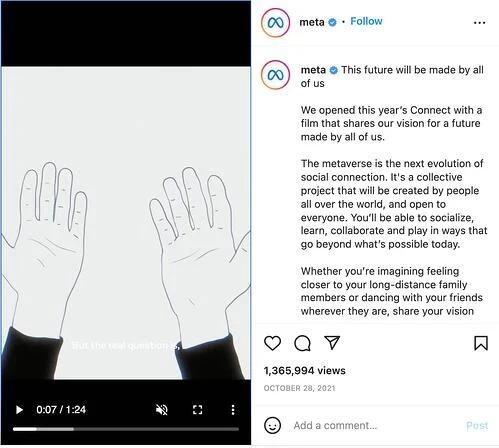 meta • Follow
meta This future will be made by all
of us
We opened this year's Connect with a
film that shares our vision for a future
made by all of us.
The metaverse is the next evolution of
social connection. It's a collective
project that will be created by people
all over the world, and open to
everyone. You'll be able to socialize,
learn, collaborate and play in ways that
go beyond what's possible today.
Whether you're imagining feeling
closer to your long-distance family
members or dancing with your friends
wherever they are, share your vision
But the real question is,
0:07 / 1:24
1,365,994 views
OCTOBER 28, 2021
Add a comment...
Post